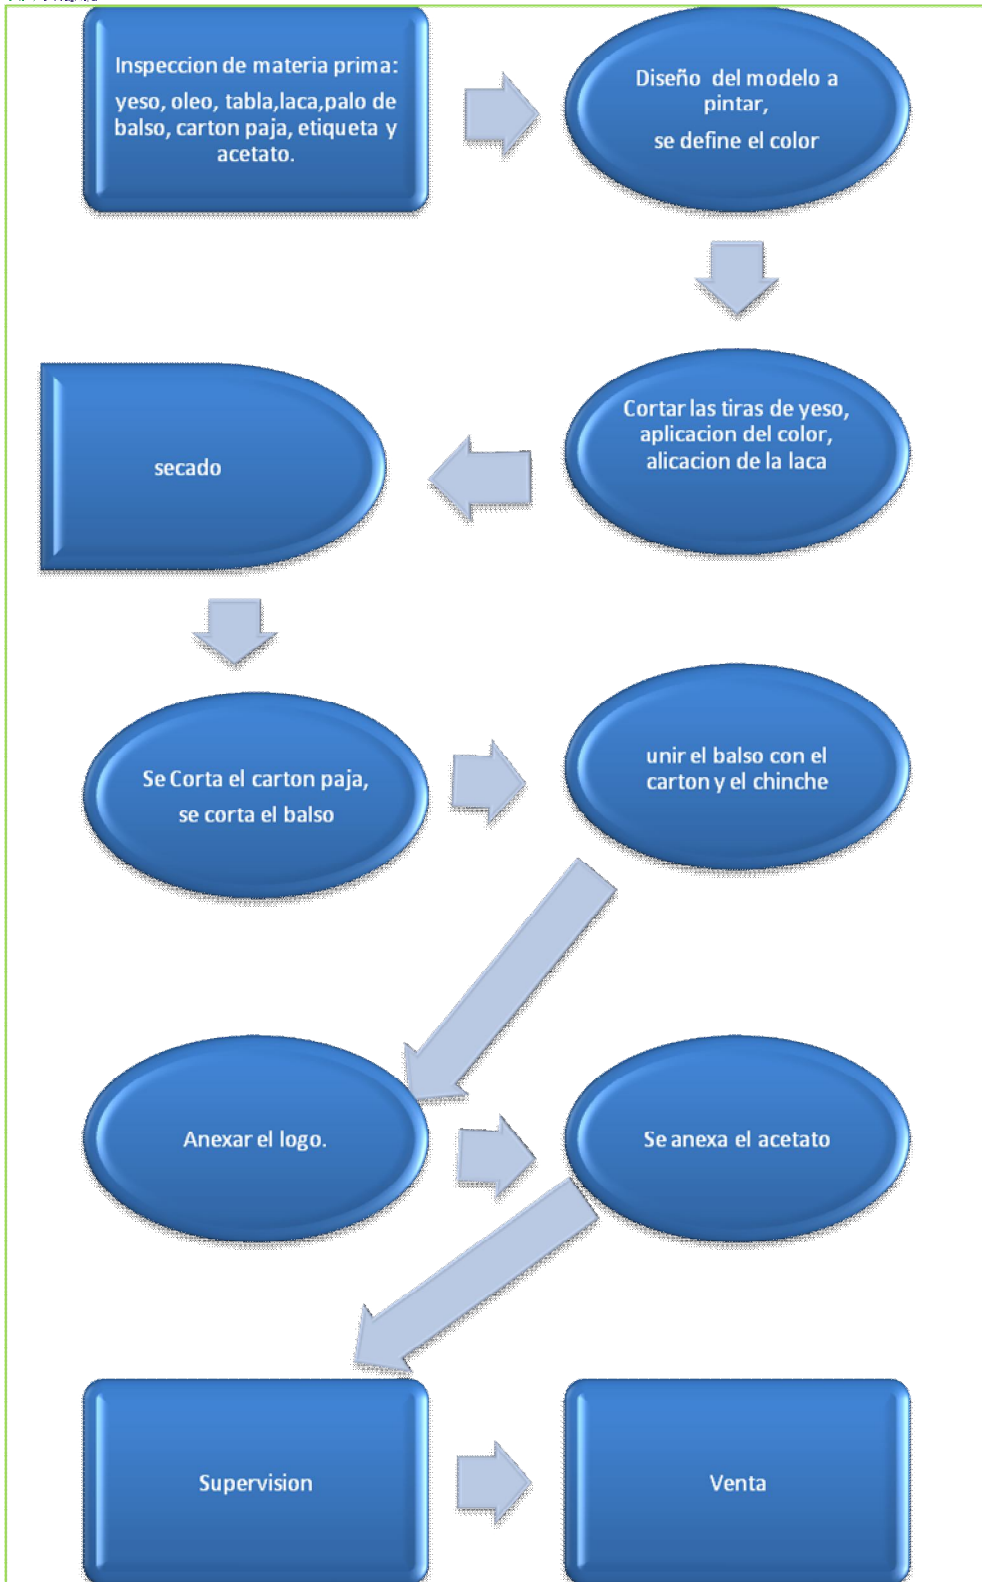 Inspeccion de materia prima:
yeso, oleo, tabla,laca,palo de
balso, carton paja, etiqueta y
acetato.
Diseño del modelo a
pintar,
se define el color
Cortar las tiras de yeso,
aplicacion del color,
alicacion de la laca
secado
Se Corta el carton paja,
se corta el balso
unir el balso con el
carton y el chinche
Anexar el logo.
Se anexa el acetato
Supervision
Venta